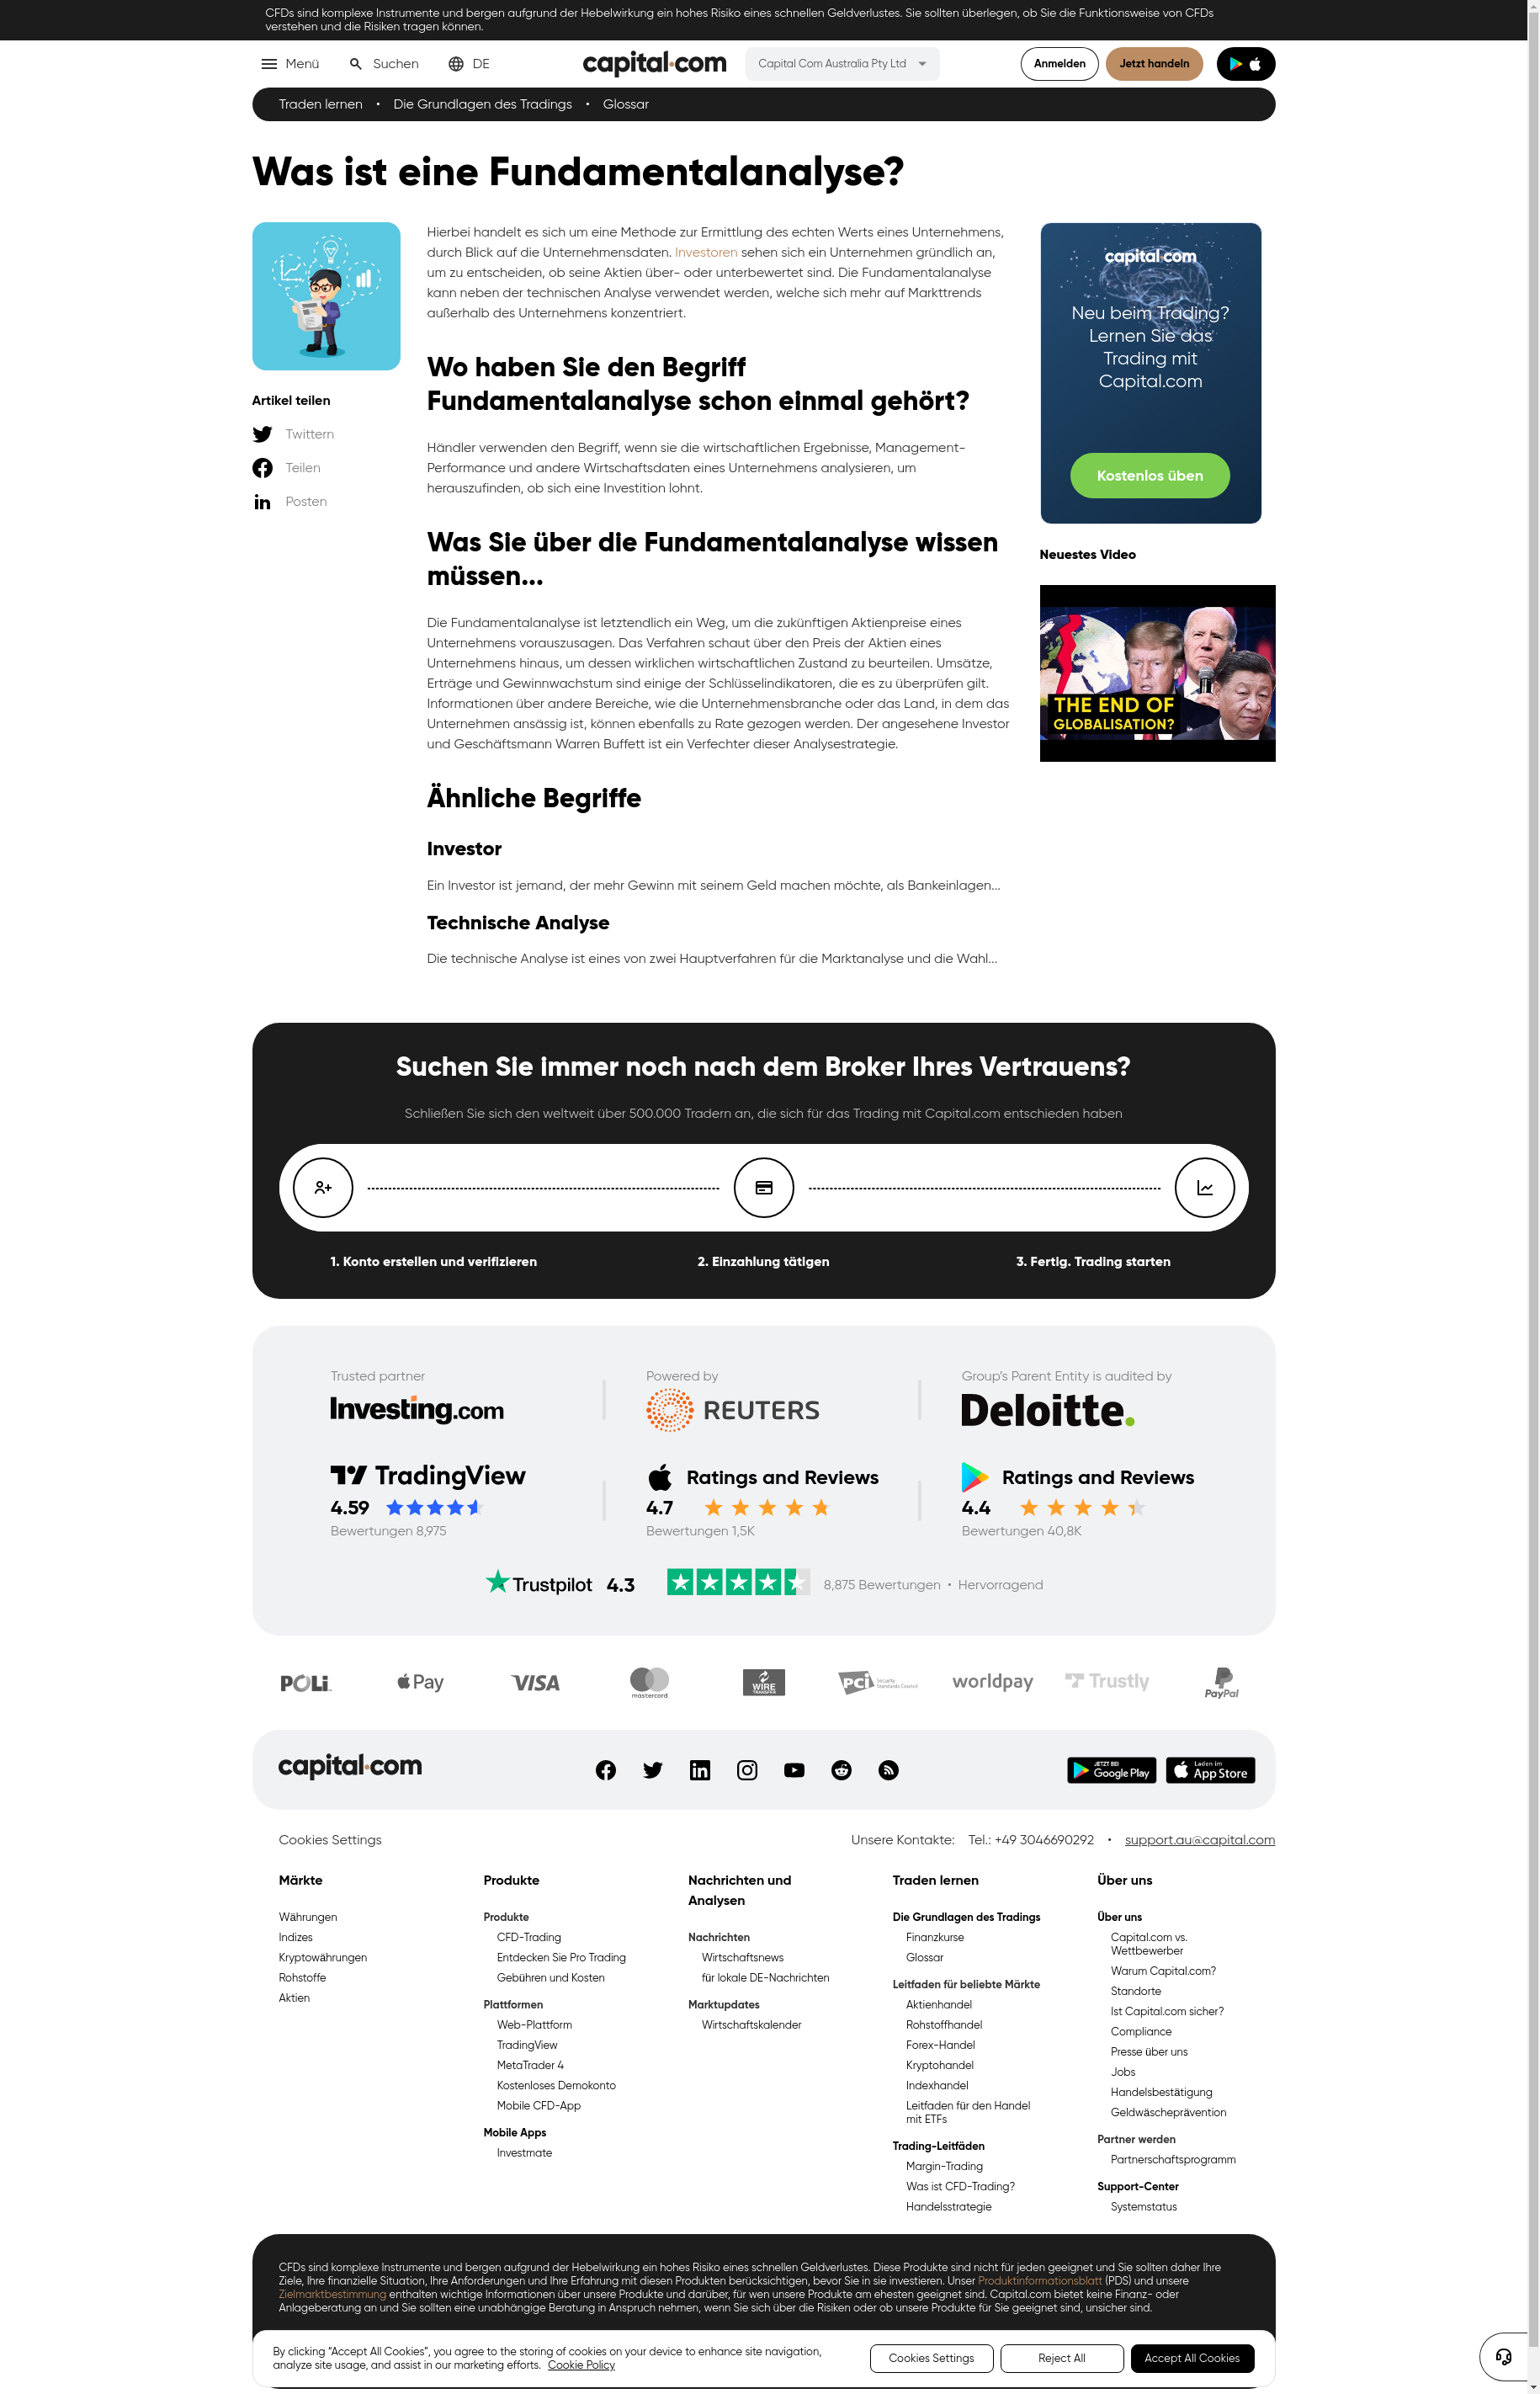 CFDs sind komplexe Instrumente und bergen aufgrund der Hebelwirkung ein hohes Risiko eines schnellen Geldverlustes. Sie sollten überlegen, ob Sie die Funktionsweise von CFDs
verstehen und die Risiken tragen können.
Menü
Suchen
DE
capital.com
Capital Com Australia Pty Ltd
Anmelden
Jetzt handeln
Traden lernen • Die Grundlagen des Tradings • Glossar
Was ist eine Fundamentalanalyse?
Artikel teilen
Twittern
Teilen
Posten
Hierbei handelt es sich um eine Methode zur Ermittlung des echten Werts eines Unternehmens,
durch Blick auf die Unternehmensdaten. Investoren sehen sich ein Unternehmen gründlich an,
um zu entscheiden, ob seine Aktien über- oder unterbewertet sind. Die Fundamentalanalyse
kann neben der technischen Analyse verwendet werden, welche sich mehr auf Markttrends
außerhalb des Unternehmens konzentriert.
Wo haben Sie den Begriff
Fundamentalanalyse schon einmal gehört?
Händler verwenden den Begriff, wenn sie die wirtschaftlichen Ergebnisse, Management-
Performance und andere Wirtschaftsdaten eines Unternehmens analysieren, um
herauszufinden, ob sich eine Investition lohnt.
Was Sie über die Fundamentalanalyse wissen
müssen...
Die Fundamentalanalyse ist letztendlich ein Weg, um die zukünftigen Aktienpreise eines
Unternehmens vorauszusagen. Das Verfahren schaut über den Preis der Aktien eines
Unternehmens hinaus, um dessen wirklichen wirtschaftlichen Zustand zu beurteilen. Umsätze,
Erträge und Gewinnwachstum sind einige der Schlüsselindikatoren, die es zu überprüfen gilt.
Informationen über andere Bereiche, wie die Unternehmensbranche oder das Land, in dem das
Unternehmen ansässig ist, können ebenfalls zu Rate gezogen werden. Der angesehene Investor
und Geschäftsmann Warren Buffett ist ein Verfechter dieser Analysestrategie.
Ähnliche Begriffe
Investor
Ein Investor ist jemand, der mehr Gewinn mit seinem Geld machen möchte, als Bankeinlagen...
Technische Analyse
Die technische Analyse ist eines von zwei Hauptverfahren für die Marktanalyse und die Wahl...
capital.com
Neu beim Trading?
Lernen Sie das
Trading mit
Capital.com
Kostenlos üben
Neuestes Video
THE END OF
GLOBALISATION?
Suchen Sie immer noch nach dem Broker Ihres Vertrauens?
Schließen Sie sich den weltweit über 500.000 Tradern an, die sich für das Trading mit Capital.com entschieden haben
1. Konto erstellen und verifizieren
2. Einzahlung tätigen
3. Fertig. Trading starten
Trusted partner
Investing.com
Powered by
REUTERS
Group's Parent Entity is audited by
Deloitte.
TradingView
4.59
Bewertungen 8,975
Ratings and Reviews
4.7
Bewertungen 1,5K
Ratings and Reviews
4.4
Bewertungen 40,8K
Trustpilot 4.3
8,875 Bewertungen • Hervorragend
POLi
Pay
VISA
mastercard
WIRE
TRANSFER
PCi Security
Standards Council
worldpay
Trustly
PayPal
capital.com
JETZT BEI
Google Play
Laden im
App Store
Cookies Settings
Unsere Kontakte: Tel.: +49 3046690292 • support.au@capital.com
Märkte
Währungen
Indizes
Kryptowährungen
Rohstoffe
Aktien
Produkte
Produkte
CFD-Trading
Entdecken Sie Pro Trading
Gebühren und Kosten
Plattformen
Web-Plattform
TradingView
MetaTrader 4
Kostenloses Demokonto
Mobile CFD-App
Mobile Apps
Investmate
Nachrichten und
Analysen
Nachrichten
Wirtschaftsnews
für lokale DE-Nachrichten
Marktupdates
Wirtschaftskalender
Traden lernen
Die Grundlagen des Tradings
Finanzkurse
Glossar
Leitfaden für beliebte Märkte
Aktienhandel
Rohstoffhandel
Forex-Handel
Kryptohandel
Indexhandel
Leitfaden für den Handel
mit ETFs
Trading-Leitfäden
Margin-Trading
Was ist CFD-Trading?
Handelsstrategie
Über uns
Über uns
Capital.com vs.
Wettbewerber
Warum Capital.com?
Standorte
Ist Capital.com sicher?
Compliance
Presse über uns
Jobs
Handelsbestätigung
Geldwäscheprävention
Partner werden
Partnerschaftsprogramm
Support-Center
Systemstatus
CFDs sind komplexe Instrumente und bergen aufgrund der Hebelwirkung ein hohes Risiko eines schnellen Geldverlustes. Diese Produkte sind nicht für jeden geeignet und Sie sollten daher Ihre
Ziele, Ihre finanzielle Situation, Ihre Anforderungen und Ihre Erfahrung mit diesen Produkten berücksichtigen, bevor Sie in sie investieren. Unser Produktinformationsblatt (PDS) und unsere
Zielmarktbestimmung enthalten wichtige Informationen über unsere Produkte und darüber, für wen unsere Produkte am ehesten geeignet sind. Capital.com bietet keine Finanz- oder
Anlageberatung an und Sie sollten eine unabhängige Beratung in Anspruch nehmen, wenn Sie sich über die Risiken oder ob unsere Produkte für Sie geeignet sind, unsicher sind.
By clicking "Accept All Cookies", you agree to the storing of cookies on your device to enhance site navigation,
analyze site usage, and assist in our marketing efforts. Cookie Policy
Cookies Settings
Reject All
Accept All Cookies